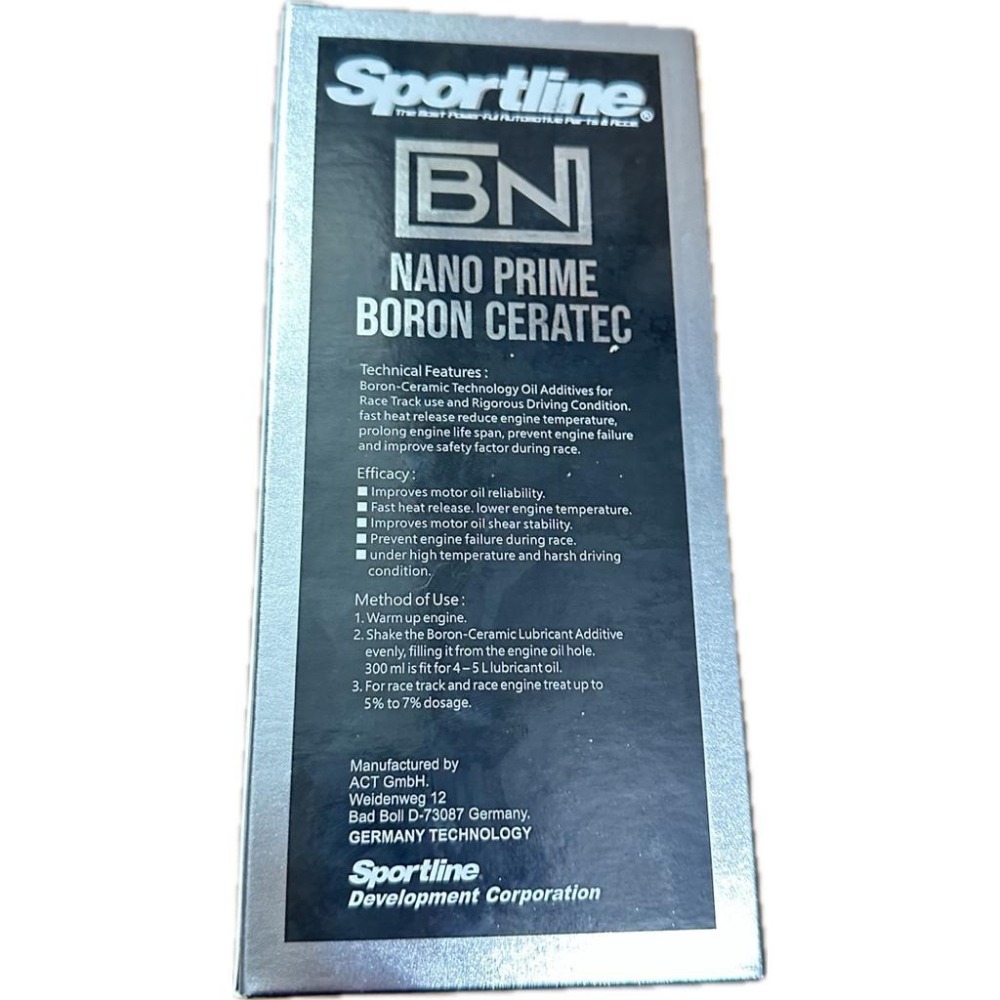 Sportline®
The Most Powerful Automotive Parts & Acce
BN
NANO PRIME
BORON CERATEC
Technical Features :
Boron-Ceramic Technology Oil Additives for
Race Track use and Rigorous Driving Condition.
fast heat release reduce engine temperature,
prolong engine life span, prevent engine failure
and improve safety factor during race.
Efficacy :
■ Improves motor oil reliability.
■ Fast heat release. lower engine temperature.
■ Improves motor oil shear stability.
■ Prevent engine failure during race.
■ under high temperature and harsh driving
condition.
Method of Use :
1. Warm up engine.
2. Shake the Boron-Ceramic Lubricant Additive
evenly, filling it from the engine oil hole.
300 ml is fit for 4–5 L lubricant oil.
3. For race track and race engine treat up to
5% to 7% dosage.
Manufactured by
ACT GmbH.
Weidenweg 12
Bad Boll D-73087 Germany.
GERMANY TECHNOLOGY
Sportline
Development Corporation